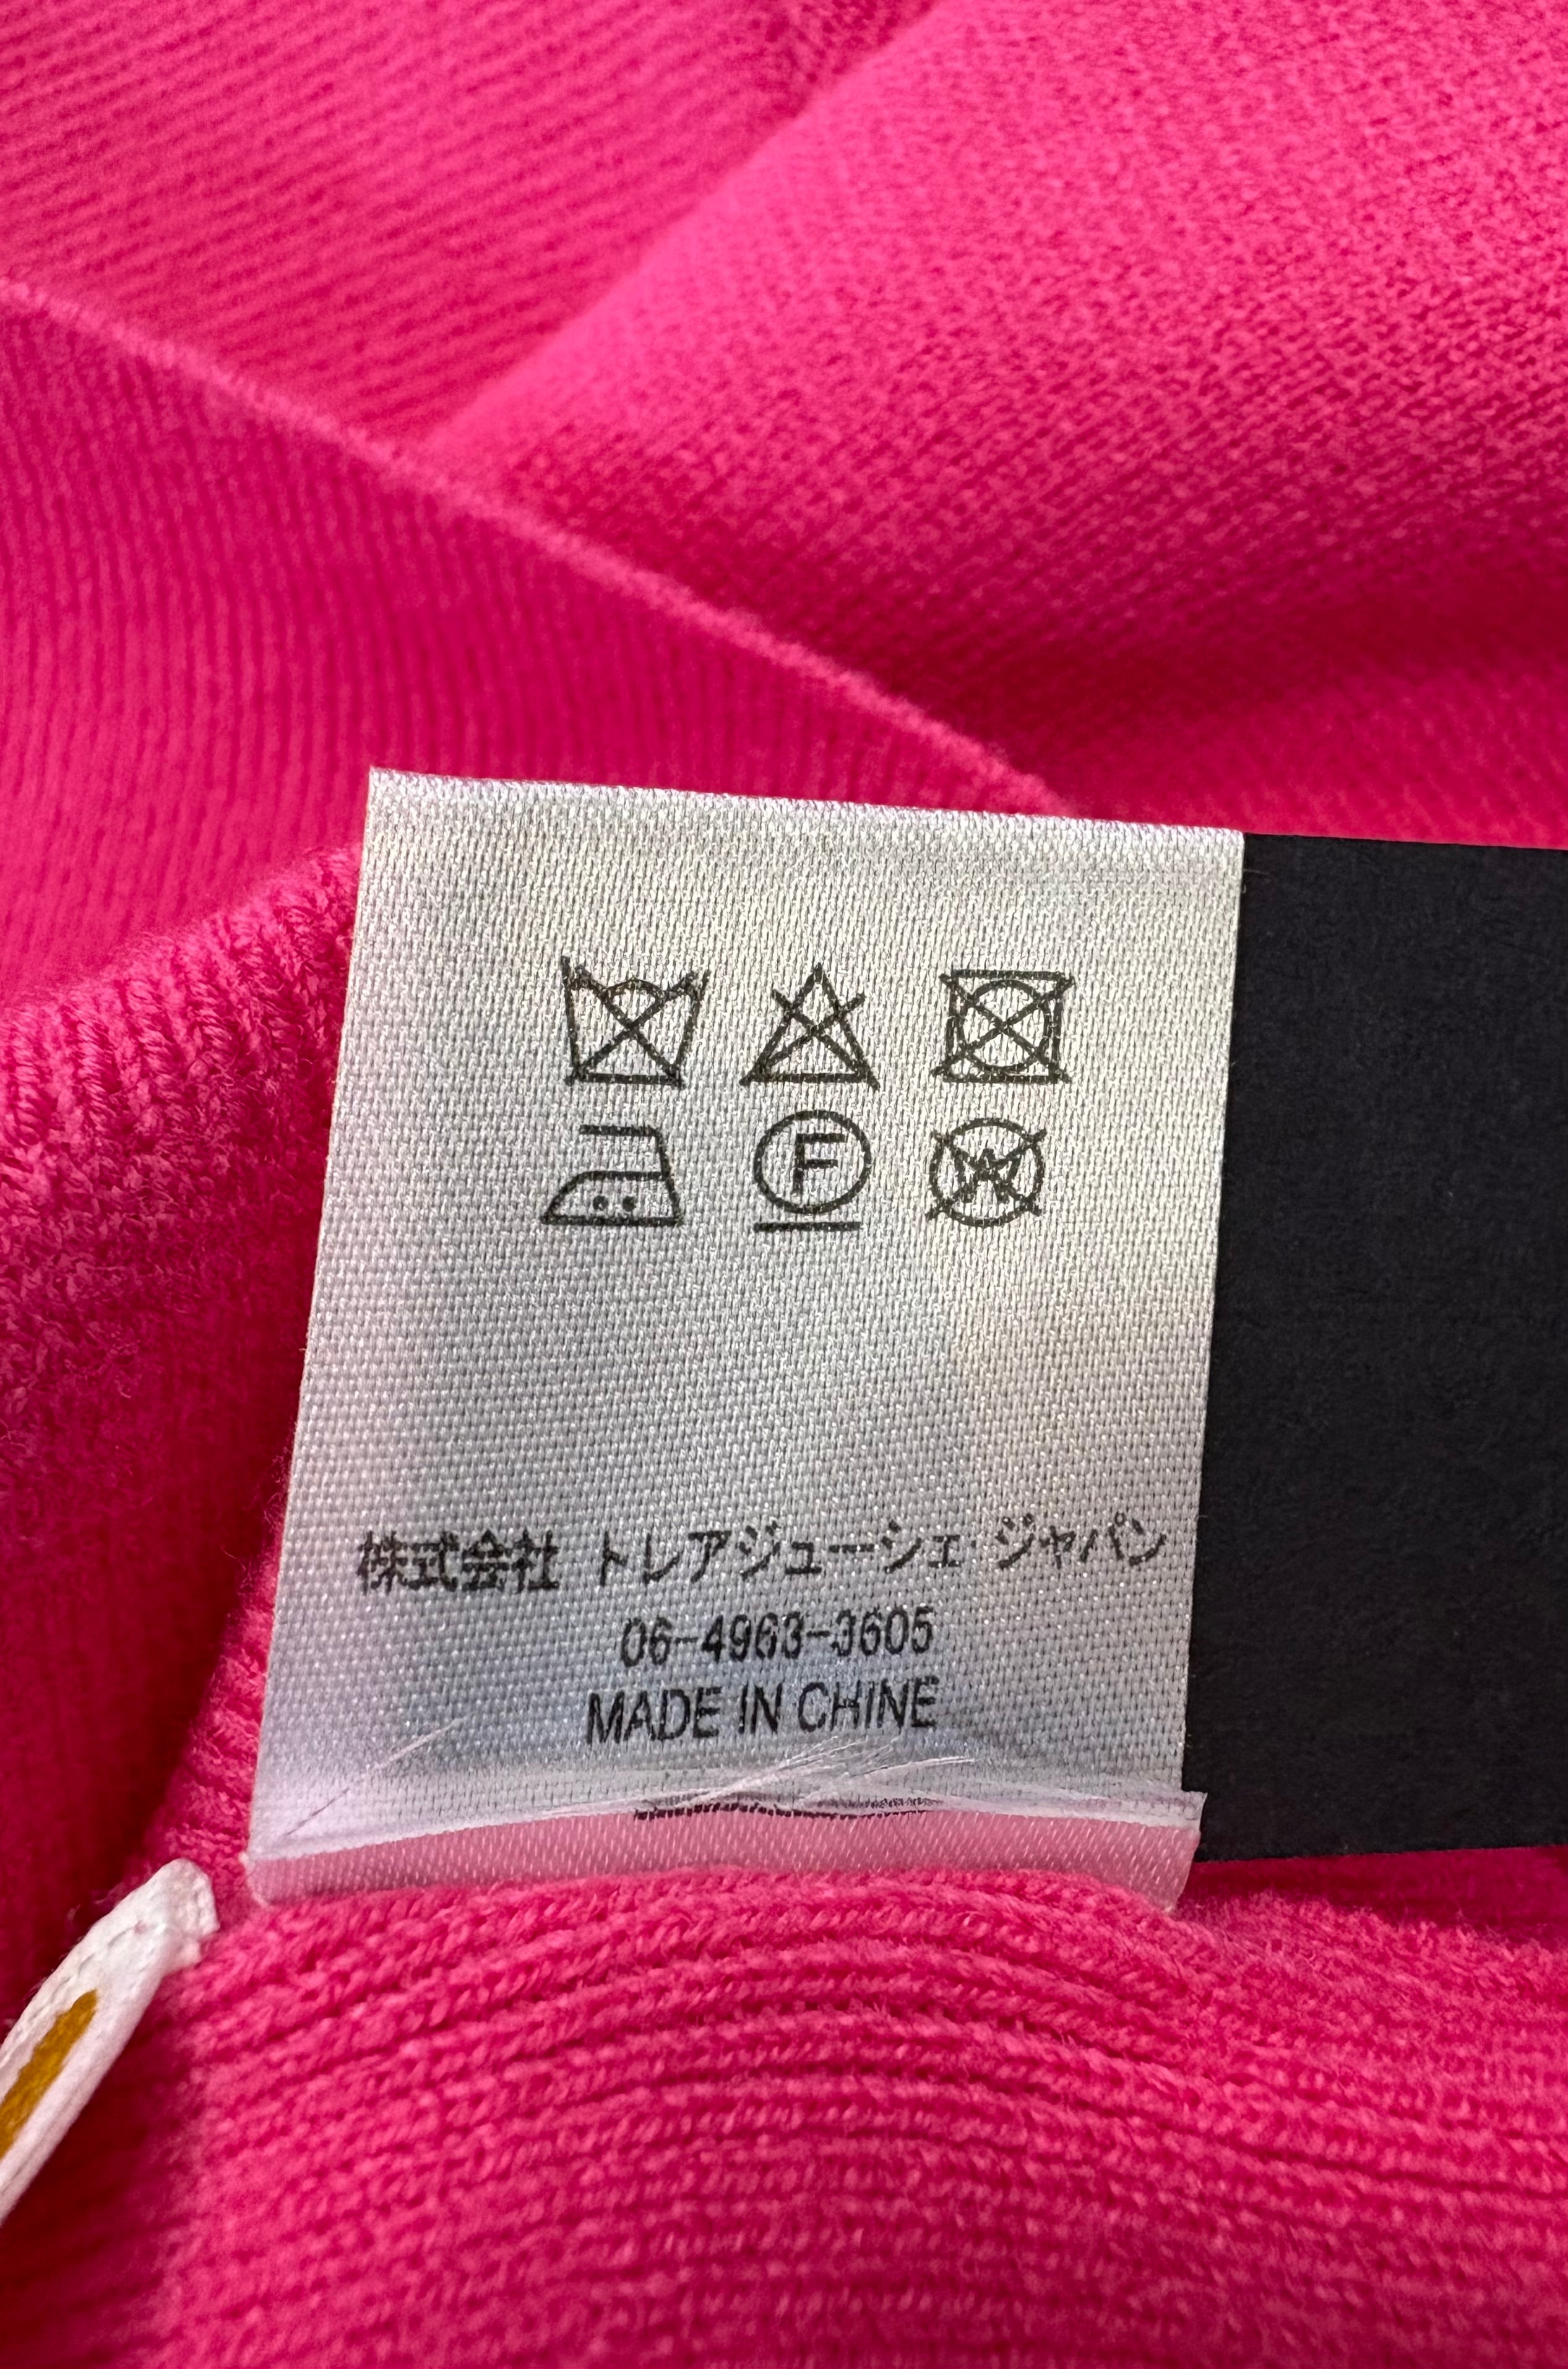 F W
株式会社 トレアジューシェ・ジャパン
06-4963-3605
MADE IN CHINE